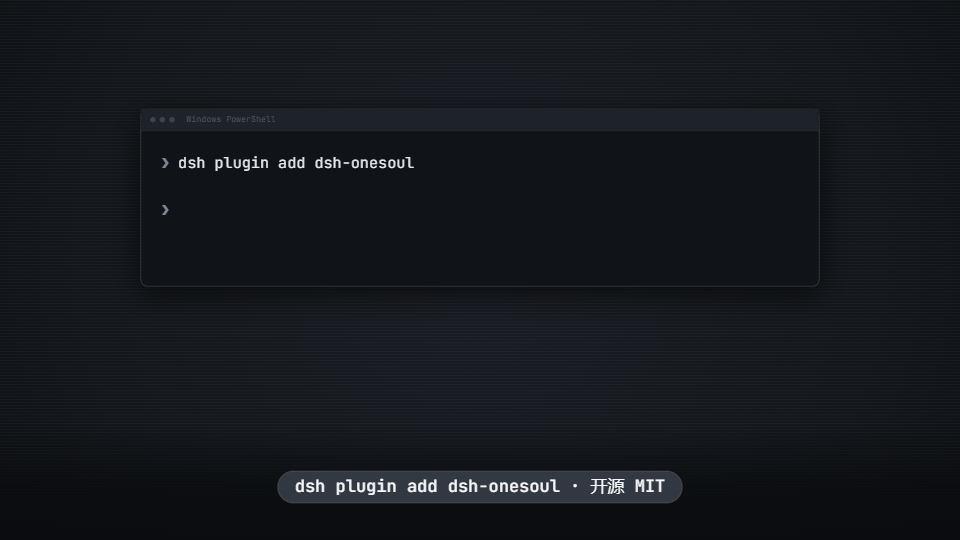 Windows PowerShell
❯ dsh plugin add dsh-onesoul
❯
dsh plugin add dsh-onesoul · 开源 MIT